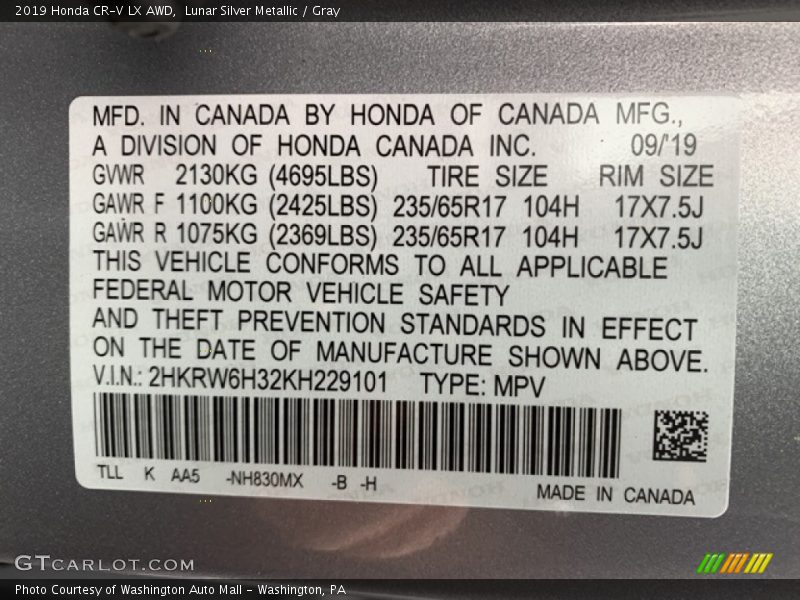 2019 Honda CR-V LX AWD, Lunar Silver Metallic / Gray
MFD. IN CANADA BY HONDA OF CANADA MFG.,
A DIVISION OF HONDA CANADA INC. 09/'19
GVWR 2130KG (4695LBS) TIRE SIZE RIM SIZE
GAWR F 1100KG (2425LBS) 235/65R17 104H 17X7.5J
GAWR R 1075KG (2369LBS) 235/65R17 104H 17X7.5J
THIS VEHICLE CONFORMS TO ALL APPLICABLE
FEDERAL MOTOR VEHICLE SAFETY
AND THEFT PREVENTION STANDARDS IN EFFECT
ON THE DATE OF MANUFACTURE SHOWN ABOVE.
V.I.N.: 2HKRW6H32KH229101 TYPE: MPV
TLL K AA5 -NH830MX -B -H
MADE IN CANADA
GTCARLOT.COM
Photo Courtesy of Washington Auto Mall - Washington, PA